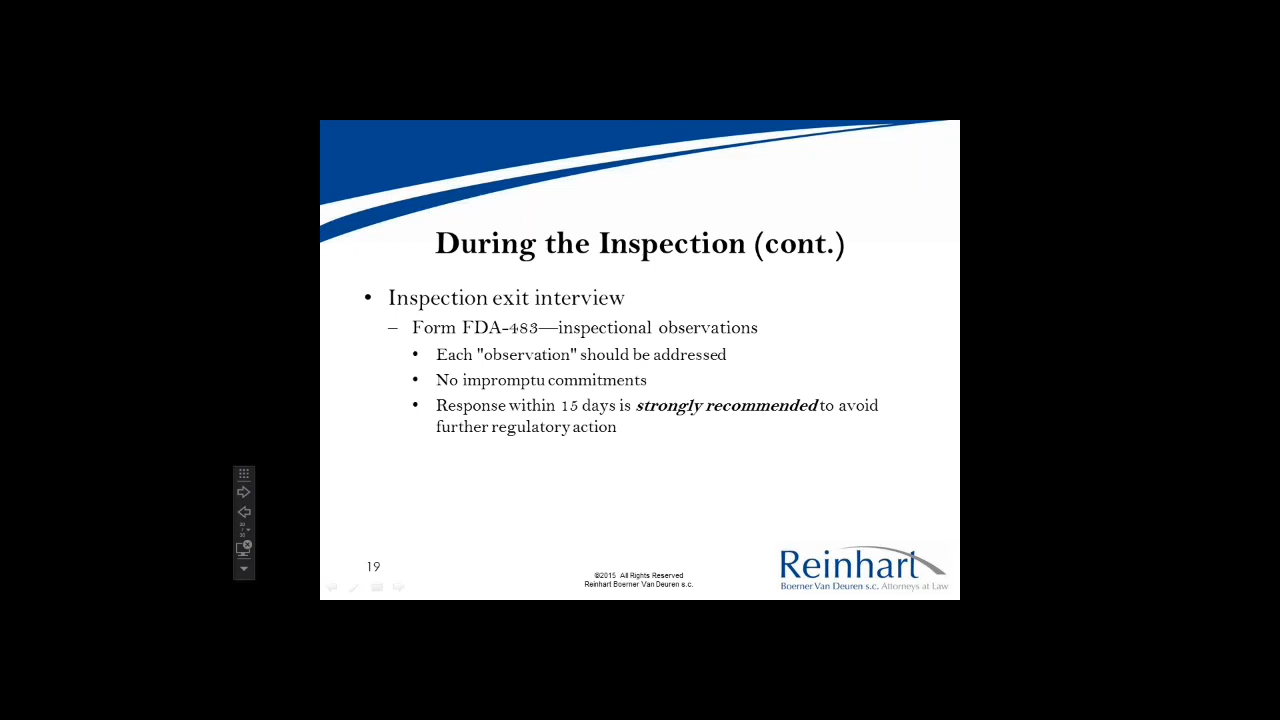 During the Inspection (cont.)
• Inspection exit interview
– Form FDA-483—inspectional observations
• Each "observation" should be addressed
• No impromptu commitments
• Response within 15 days is strongly recommended to avoid
further regulatory action
19
©2015 All Rights Reserved
Reinhart Boerner Van Deuren s.c.
Reinhart
Boerner Van Deuren s.c. Attorneys at Law